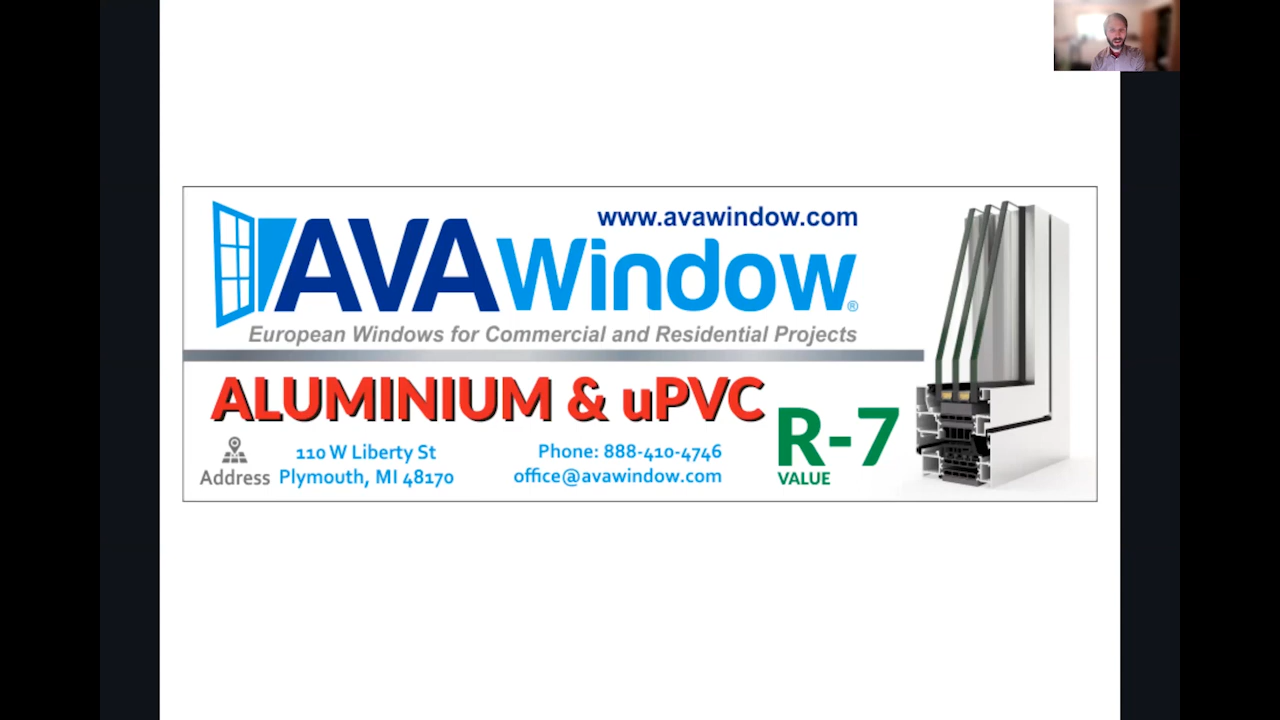 www.avawindow.com
AVAWindow®
European Windows for Commercial and Residential Projects
ALUMINIUM & uPVC
R-7
VALUE
Address
110 W Liberty St
Plymouth, MI 48170
Phone: 888-410-4746
office@avawindow.com